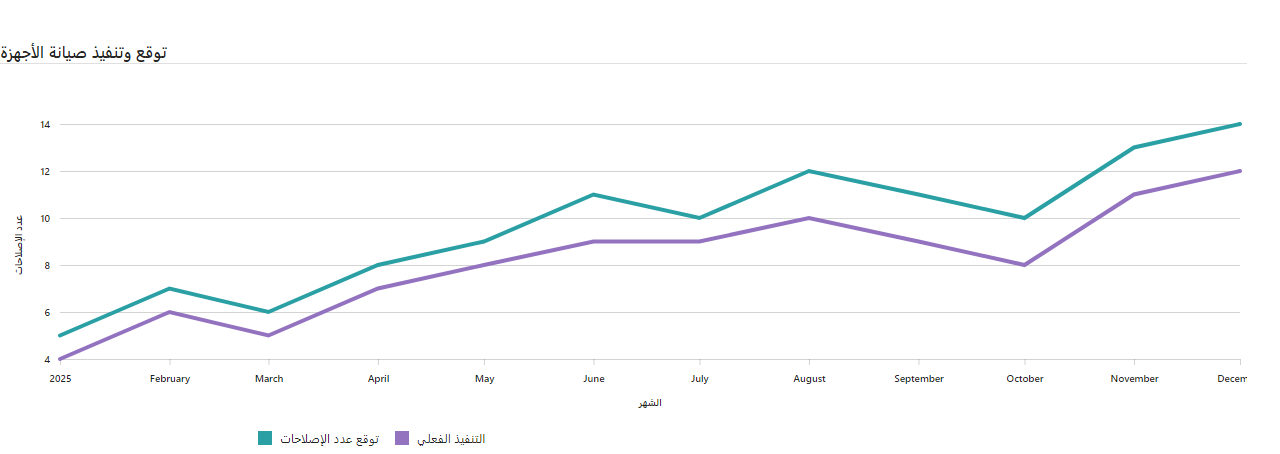 توقع وتنفيذ صيانة الأجهزة
14
12
10
8
6
4
عدد الإصلاحات
2025 February March April May June July August September October November Decem
الشهر
توقع عدد الإصلاحات التنفيذ الفعلي